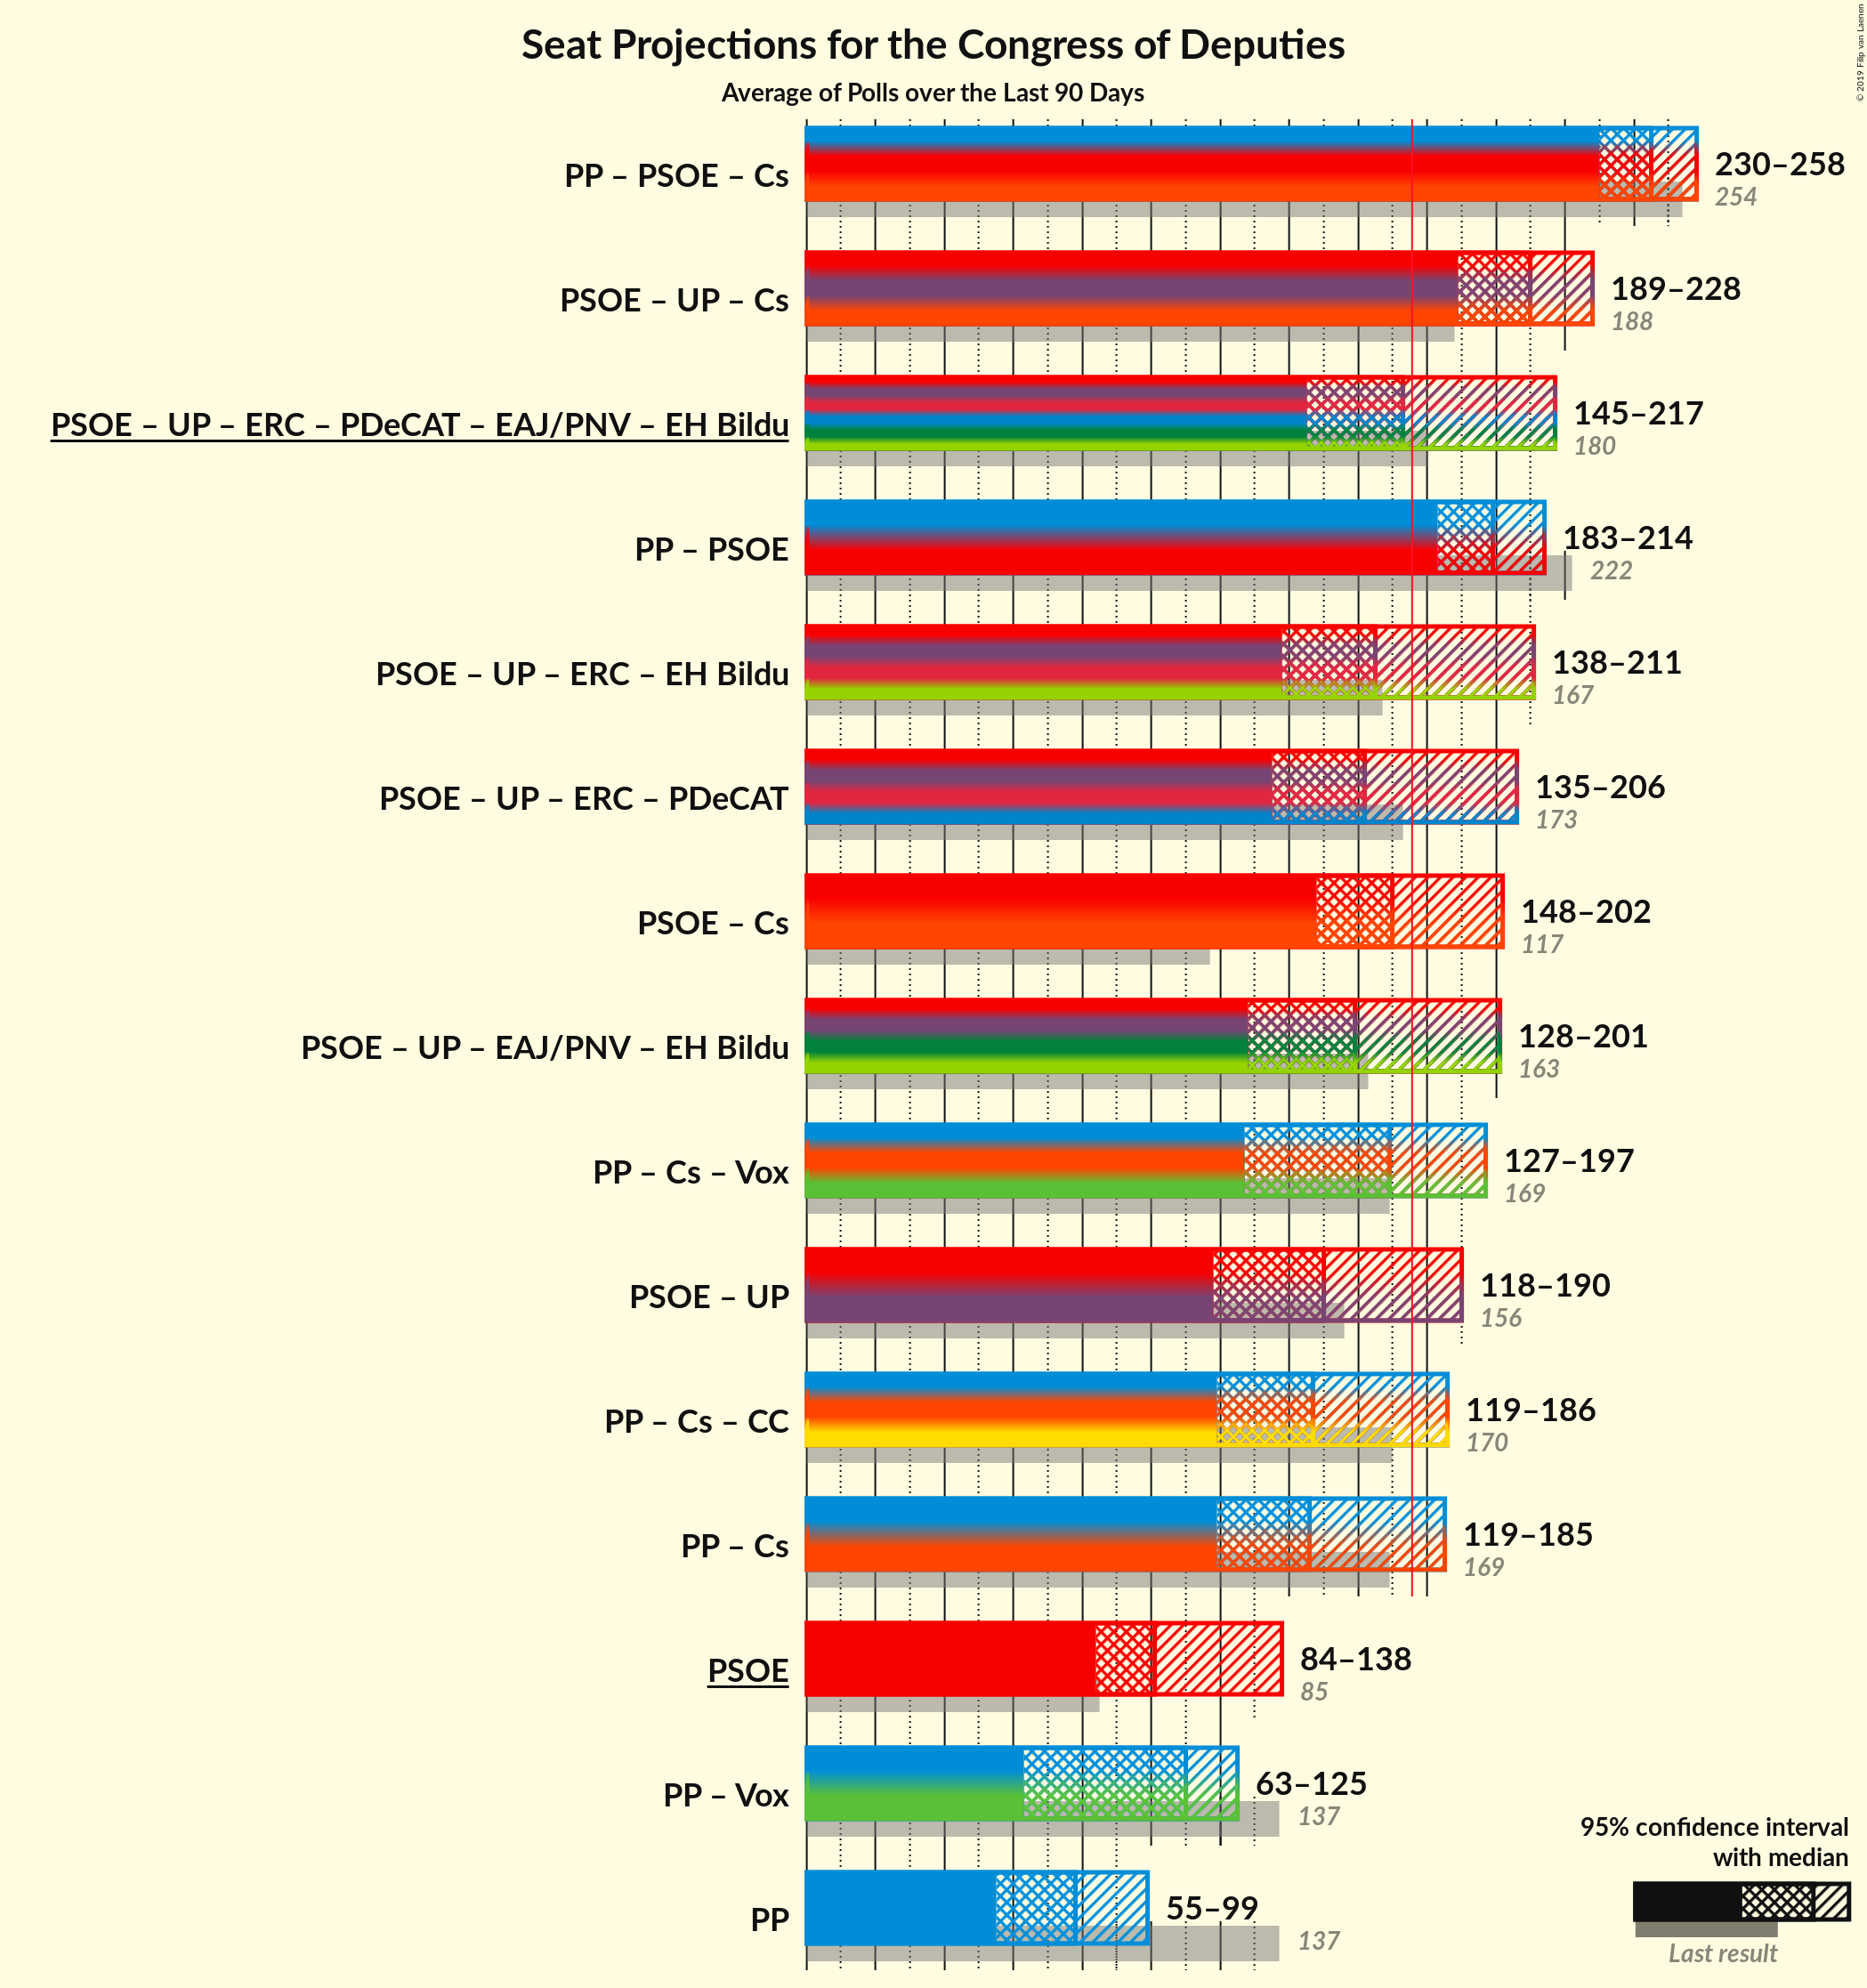 Seat Projections for the Congress of Deputies
Average of Polls over the Last 90 Days
© 2019 Filip van Laenen
PP – PSOE – Cs
230–258
254
PSOE – UP – Cs
189–228
188
PSOE – UP – ERC – PDeCAT – EAJ/PNV – EH Bildu
145–217
180
PP – PSOE
183–214
222
PSOE – UP – ERC – EH Bildu
138–211
167
PSOE – UP – ERC – PDeCAT
135–206
173
PSOE – Cs
148–202
117
PSOE – UP – EAJ/PNV – EH Bildu
128–201
163
PP – Cs – Vox
127–197
169
PSOE – UP
118–190
156
PP – Cs – CC
119–186
170
PP – Cs
119–185
169
PSOE
84–138
85
PP – Vox
63–125
137
PP
55–99
137
95% confidence interval
with median
Last result